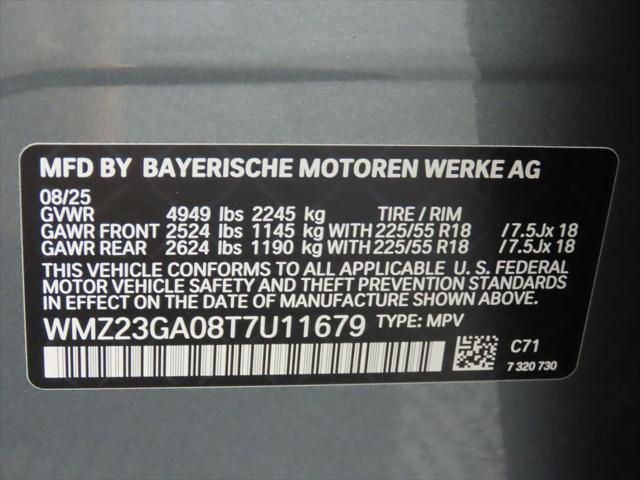 MFD BY BAYERISCHE MOTOREN WERKE AG
08/25
GVWR 4949 lbs 2245 kg TIRE / RIM
GAWR FRONT 2524 lbs 1145 kg WITH 225/55 R18 / 7.5Jx 18
GAWR REAR 2624 lbs 1190 kg WITH 225/55 R18 / 7.5Jx 18
THIS VEHICLE CONFORMS TO ALL APPLICABLE U. S. FEDERAL
MOTOR VEHICLE SAFETY AND THEFT PREVENTION STANDARDS
IN EFFECT ON THE DATE OF MANUFACTURE SHOWN ABOVE.
WMZ23GA08T7U11679 TYPE: MPV
C71
7 320 730